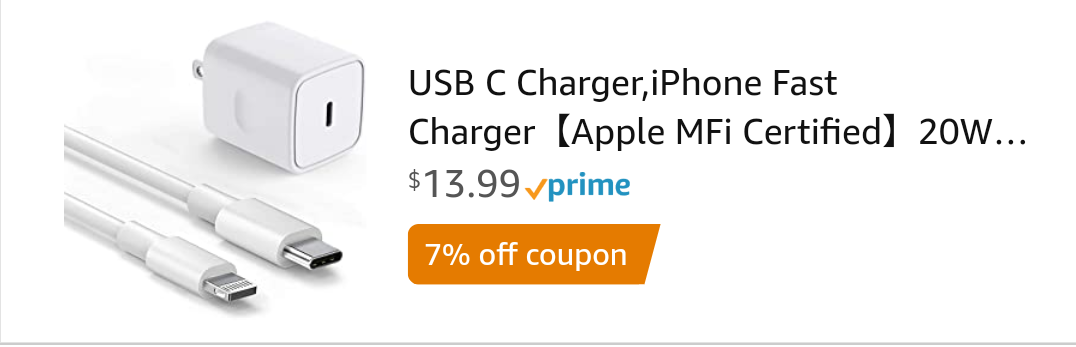 USB C Charger,iPhone Fast
Charger【Apple MFi Certified】20W...
$13.99 prime
7% off coupon